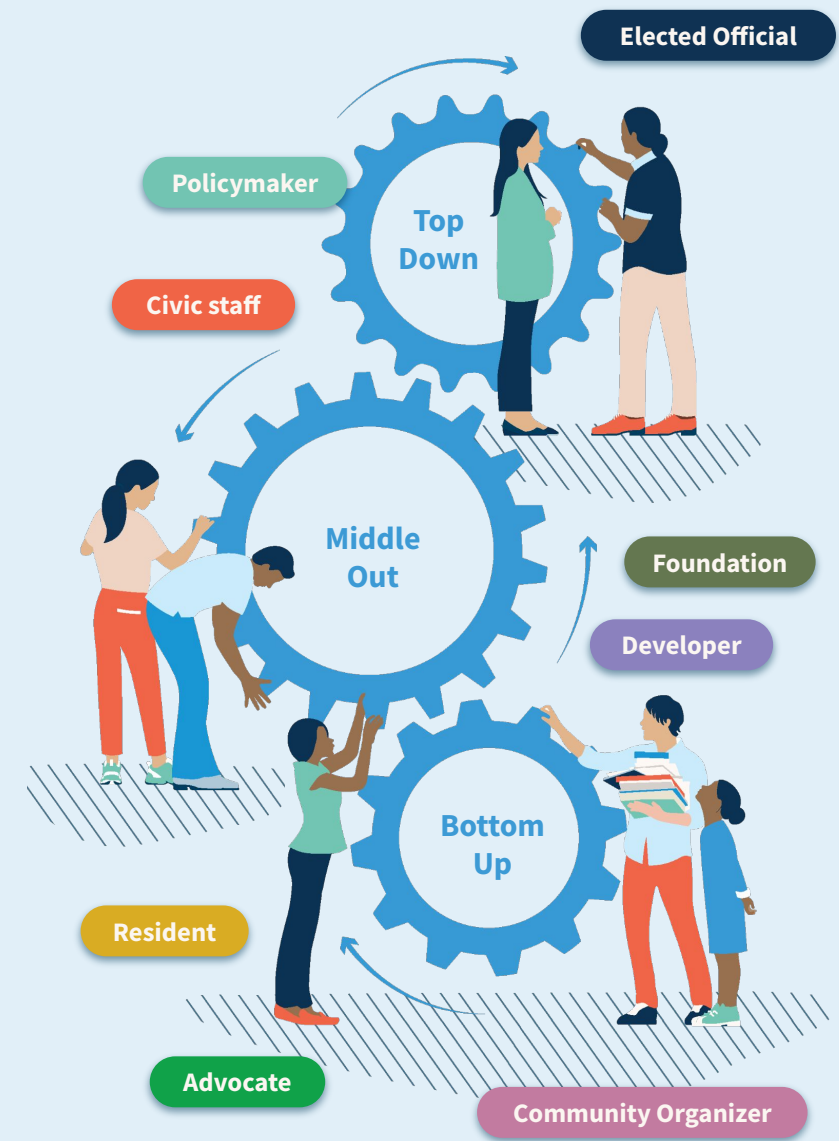 Elected Official
Policymaker
Top
Down
Civic staff
Middle
Out
Foundation
Developer
Bottom
Up
Resident
Advocate
Community Organizer